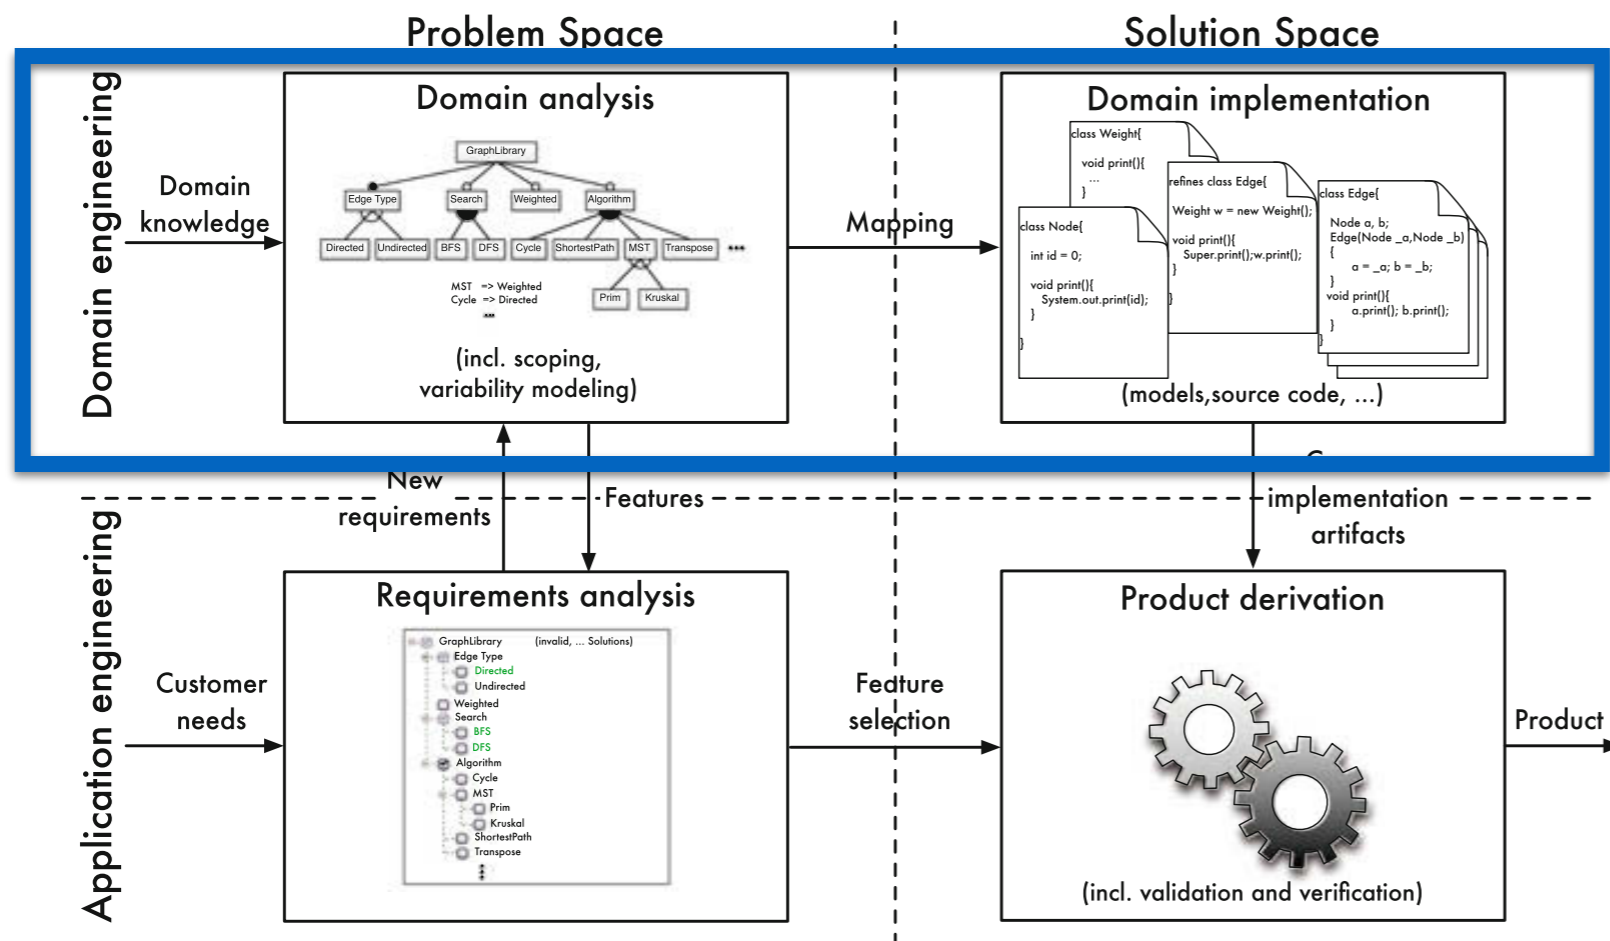 Problem Space
Solution Space
Domain engineering
Domain knowledge
Domain analysis
GraphLibrary
Edge Type
Search
Weighted
Algorithm
Directed
Undirected
BFS
DFS
Cycle
ShortestPath
MST
Transpose
...
Prim
Kruskal
MST => Weighted
Cycle => Directed
...
(incl. scoping,
variability modeling)
Mapping
Domain implementation
class Weight{
void print(){
...
}
refines class Edge{
Weight w = new Weight();
void print(){
Super.print();w.print();
}
}
class Edge{
Node a, b;
Edge(Node _a,Node _b)
{
a = _a; b = _b;
}
void print(){
a.print(); b.print();
}
}
class Node{
int id = 0;
void print(){
System.out.print(id);
}
}
(models,source code, ...)
New
requirements
Features
implementation
artifacts
Application engineering
Customer
needs
Requirements analysis
GraphLibrary (invalid, ... Solutions)
Edge Type
Directed
Undirected
Weighted
Search
BFS
DFS
Algorithm
Cycle
MST
Prim
Kruskal
ShortestPath
Transpose
Feature
selection
Product derivation
(incl. validation and verification)
Product